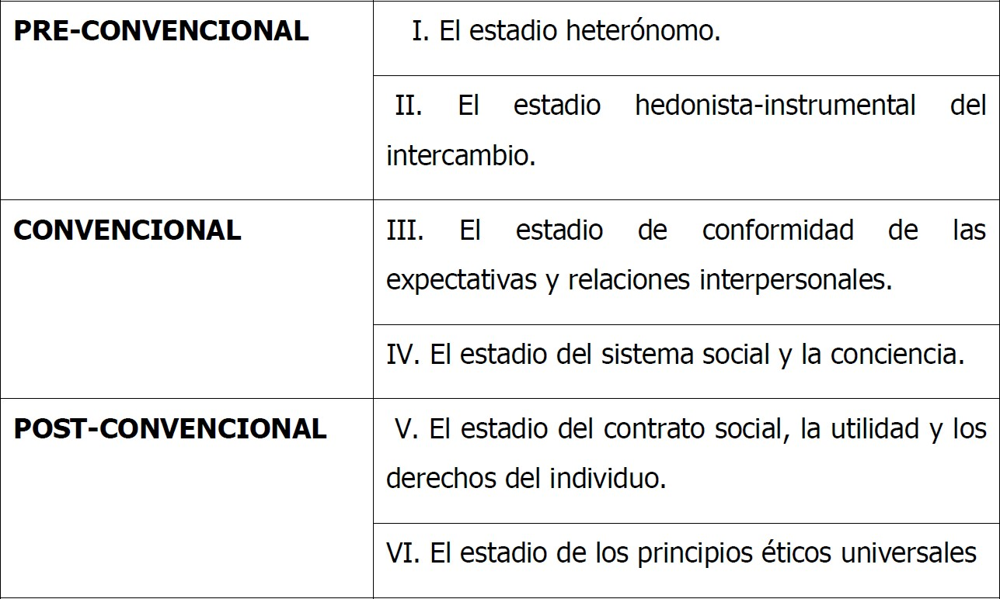 PRE-CONVENCIONAL
I. El estadio heterónomo.
II. El estadio hedonista-instrumental del
intercambio.
CONVENCIONAL
III. El estadio de conformidad de las
expectativas y relaciones interpersonales.
IV. El estadio del sistema social y la conciencia.
POST-CONVENCIONAL
V. El estadio del contrato social, la utilidad y los
derechos del individuo.
VI. El estadio de los principios éticos universales